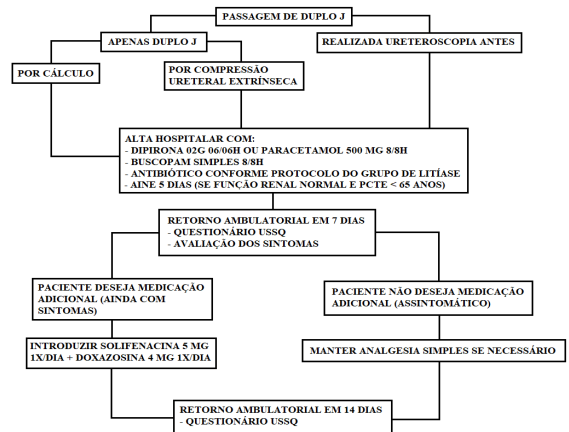 PASSAGEM DE DUPLO J
APENAS DUPLO J
REALIZADA URETEROSCOPIA ANTES
POR CÁLCULO
POR COMPRESSÃO
URETERAL EXTRÍNSECA
ALTA HOSPITALAR COM:
- DIPIRONA 02G 06/06H OU PARACETAMOL 500 MG 8/8H
- BUSCOPAM SIMPLES 8/8H
- ANTIBIÓTICO CONFORME PROTOCOLO DO GRUPO DE LITÍASE
- AINE 5 DIAS (SE FUNÇÃO RENAL NORMAL E PCTE < 65 ANOS)
RETORNO AMBULATORIAL EM 7 DIAS
- QUESTIONÁRIO USSQ
- AVALIAÇÃO DOS SINTOMAS
PACIENTE DESEJA MEDICAÇÃO
ADICIONAL (AINDA COM
SINTOMAS)
PACIENTE NÃO DESEJA MEDICAÇÃO
ADICIONAL (ASSINTOMÁTICO)
INTRODUZIR SOLIFENACINA 5 MG
1X/DIA + DOXAZOSINA 4 MG 1X/DIA
MANTER ANALGESIA SIMPLES SE NECESSÁRIO
RETORNO AMBULATORIAL EM 14 DIAS
- QUESTIONÁRIO USSQ